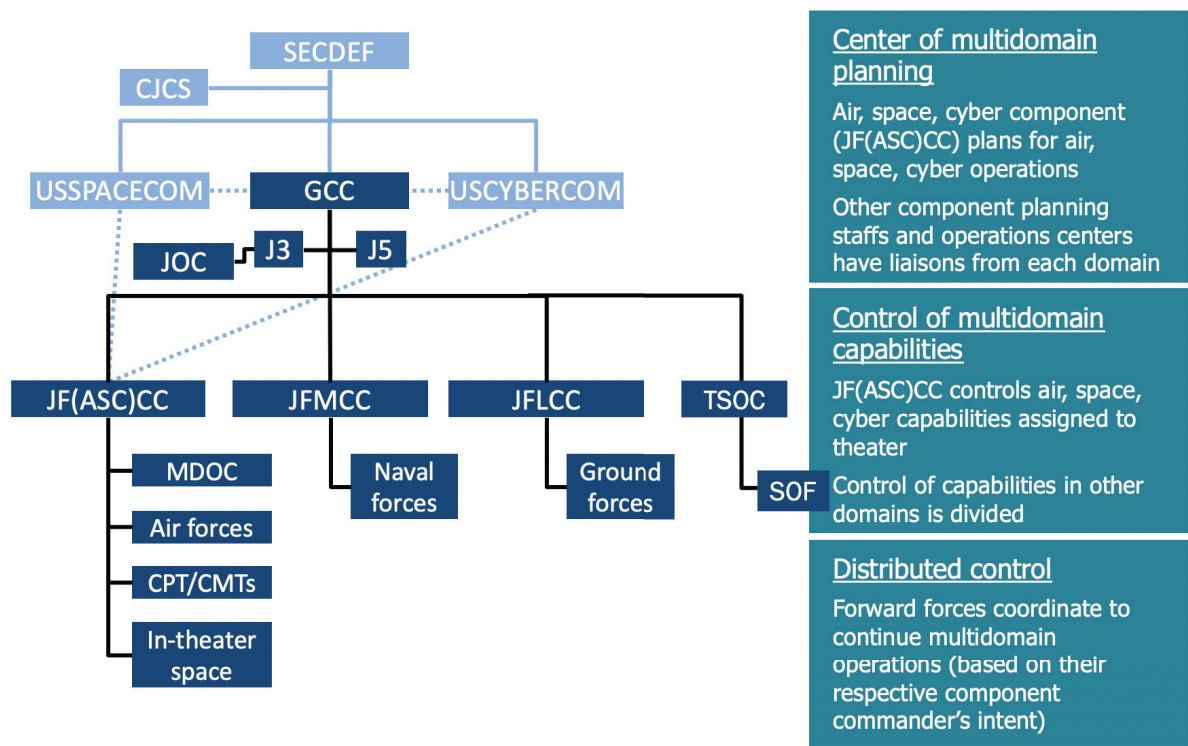 SECDEF
CJCS
USSPACECOM
GCC
USCYBERCOM
JOC
J3
J5
JF(ASC)CC
JFMCC
JFLCC
TSOC
MDOC
Air forces
CPT/CMTs
In-theater
space
Naval
forces
Ground
forces
SOF
Center of multidomain
planning
Air, space, cyber component
(JF(ASC)CC) plans for air,
space, cyber operations
Other component planning
staffs and operations centers
have liaisons from each domain
Control of multidomain
capabilities
JF(ASC)CC controls air, space,
cyber capabilities assigned to
theater
Control of capabilities in other
domains is divided
Distributed control
Forward forces coordinate to
continue multidomain
operations (based on their
respective component
commander’s intent)